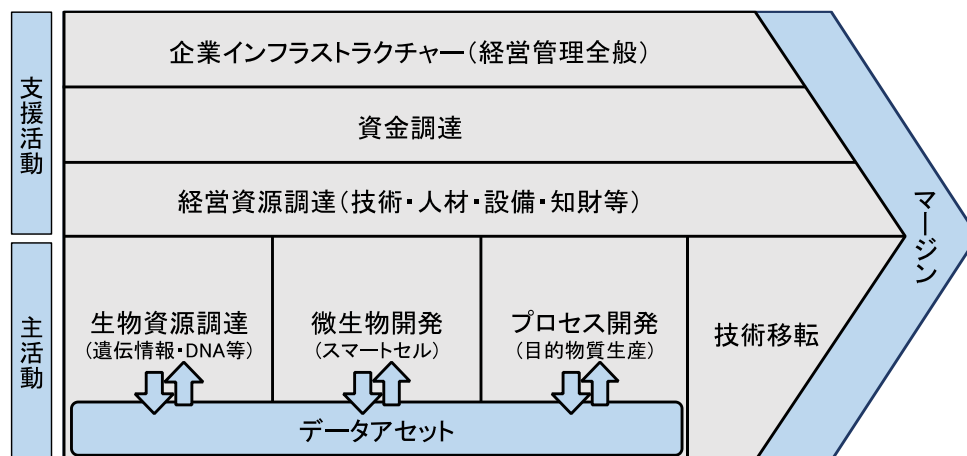 支援活動
企業インフラストラクチャー(経営管理全般)
資金調達
経営資源調達(技術・人材・設備・知財等)
マージン
主活動
生物資源調達
(遺伝情報・DNA等)
微生物開発
(スマートセル)
プロセス開発
(目的物質生産)
技術移転
データアセット